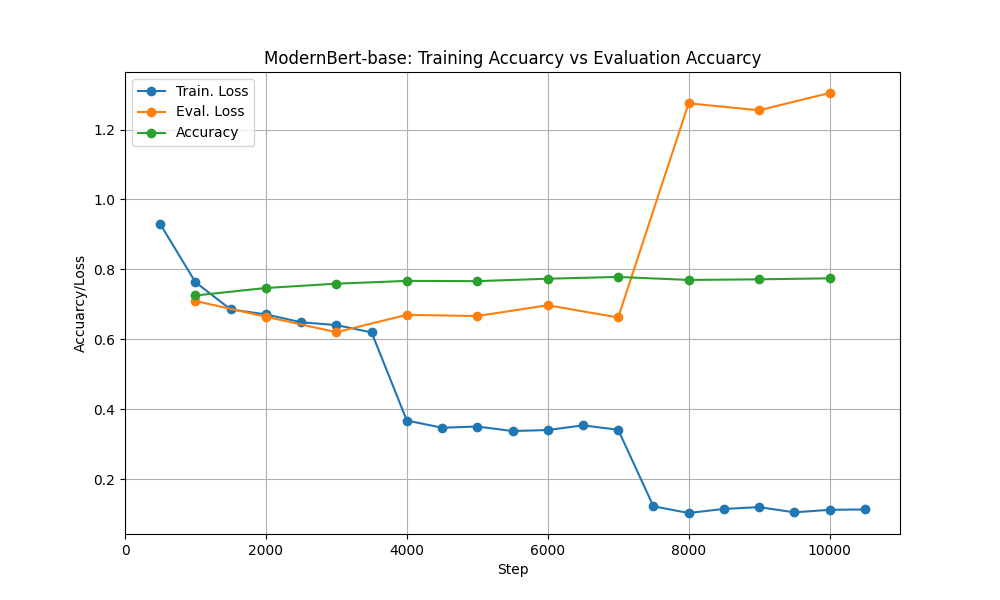 ModernBert-base: Training Accuarcy vs Evaluation Accuarcy
Train. Loss
Eval. Loss
Accuracy
Accuarcy/Loss
1.2
1.0
0.8
0.6
0.4
0.2
0
2000
4000
6000
8000
10000
Step